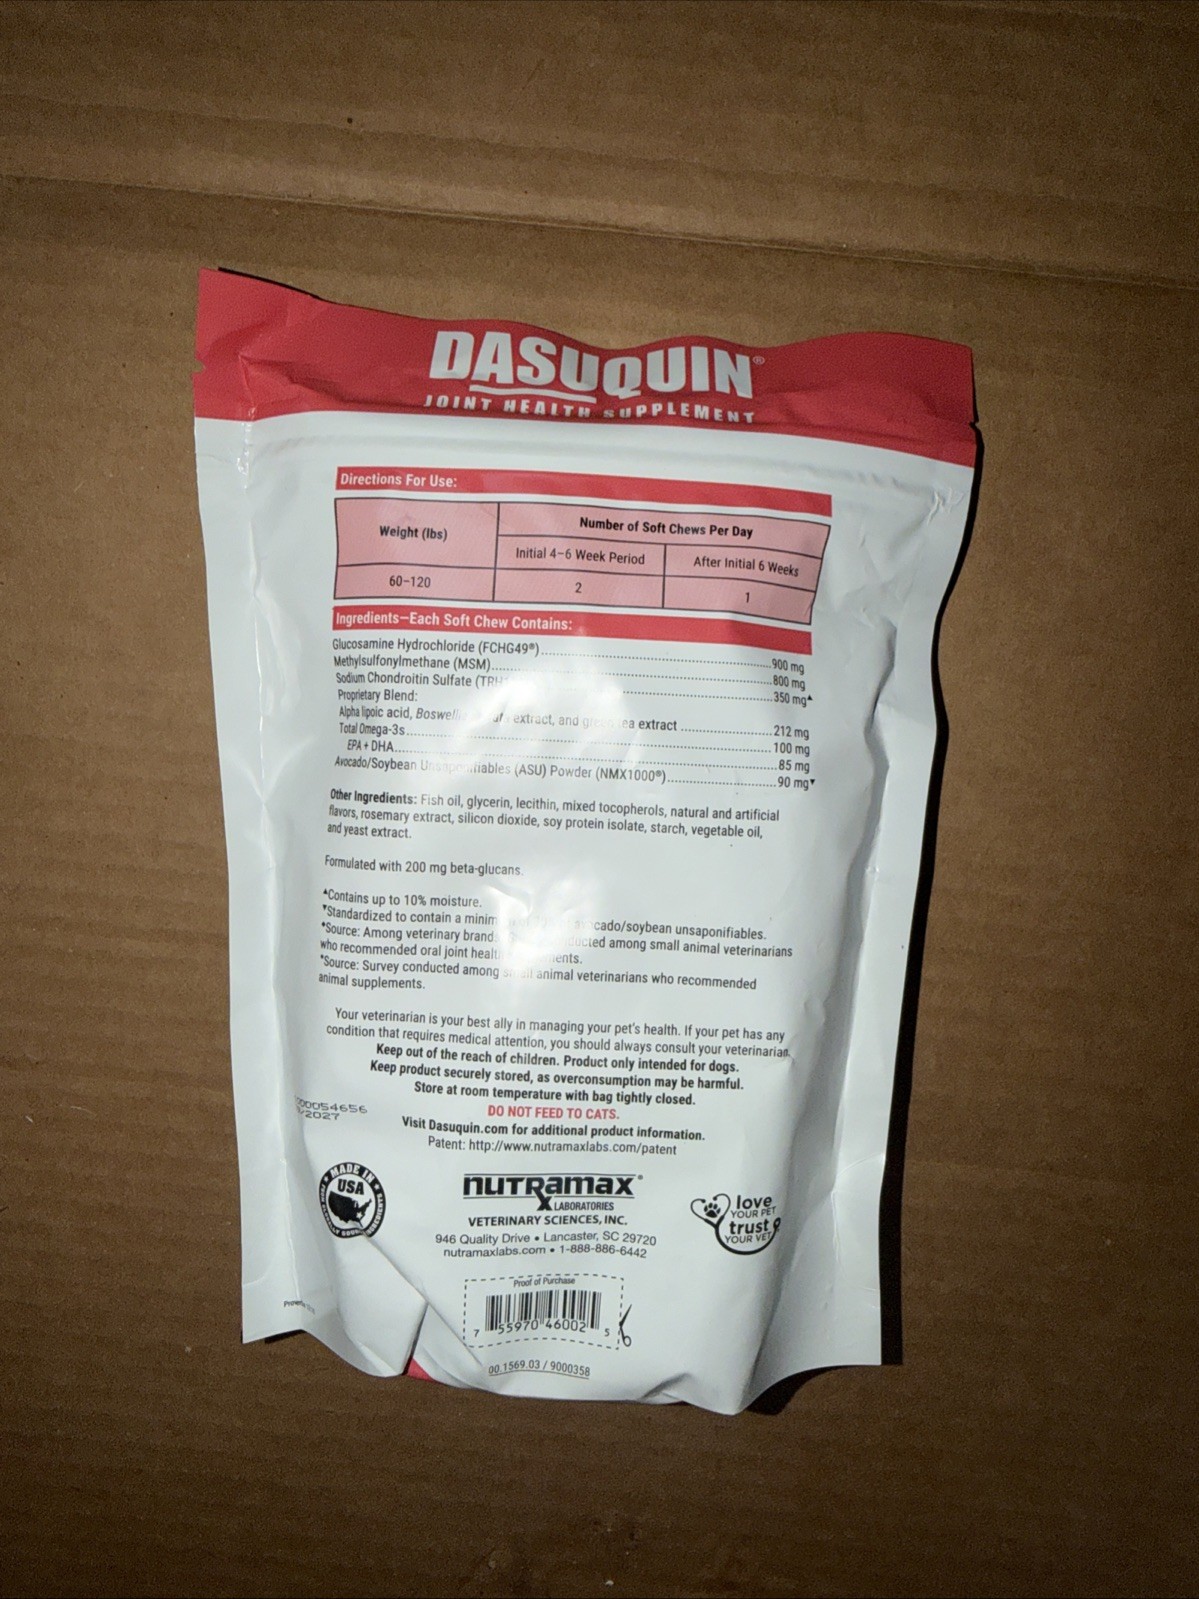 DASUQUIN®
JOINT HEALTH SUPPLEMENT
Directions For Use:
Weight (lbs)
Number of Soft Chews Per Day
Initial 4–6 Week Period
After Initial 6 Weeks
60–120
2
1
Ingredients—Each Soft Chew Contains:
Glucosamine Hydrochloride (FCHG49®)..............900 mg
Methylsulfonylmethane (MSM)..............800 mg
Sodium Chondroitin Sulfate ..............350 mg▲
Proprietary Blend:
Alpha lipoic acid, extract, and extract ..............212 mg
Total Omega-3s..............100 mg
EPA + DHA..............85 mg
Avocado/Soybean Unsaponifiables (ASU) Powder (NMX1000®)..............90 mg▼
Other Ingredients: Fish oil, glycerin, lecithin, mixed tocopherols, natural and artificial
flavors, rosemary extract, silicon dioxide, soy protein isolate, starch, vegetable oil,
and yeast extract.
Formulated with 200 mg beta-glucans.
▲Contains up to 10% moisture.
▼Standardized to contain a avocado/soybean unsaponifiables.
♦Source: Among veterinary among small animal veterinarians
who recommended oral joint
*Source: Survey conducted among small animal veterinarians who recommended
animal supplements.
Your veterinarian is your best ally in managing your pet's health. If your pet has any
condition that requires medical attention, you should always consult your veterinarian.
Keep out of the reach of children. Product only intended for dogs.
Keep product securely stored, as overconsumption may be harmful.
Store at room temperature with bag tightly closed.
DO NOT FEED TO CATS.
Visit Dasuquin.com for additional product information.
Patent: http://www.nutramaxlabs.com/patent
MADE IN
USA
nutramax®
LABORATORIES
VETERINARY SCIENCES, INC.
946 Quality Drive • Lancaster, SC 29720
nutramaxlabs.com • 1-888-886-6442
love
YOUR PET
trust
YOUR VET
Proof of Purchase
7 55970 46002 5
00.1569.03 / 9000358